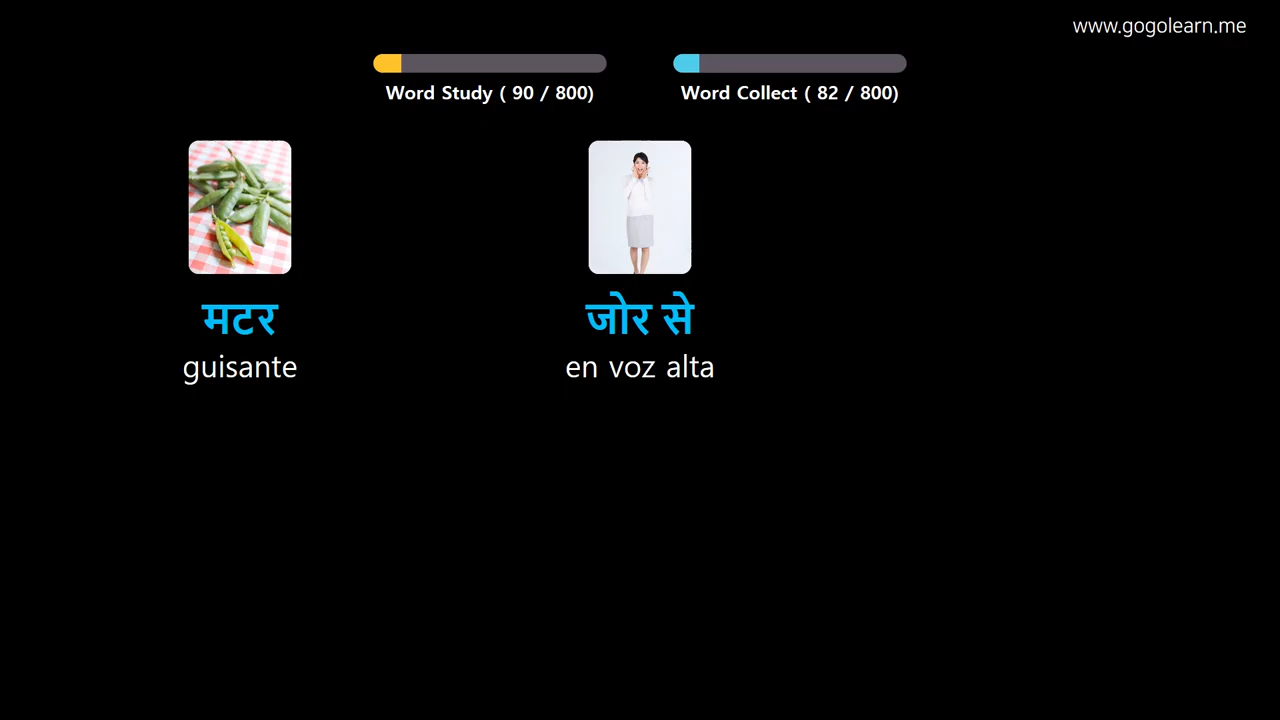 www.gogolearn.me
Word Study ( 90 / 800)
Word Collect ( 82 / 800)
मटर
जोर से
guisante
en voz alta